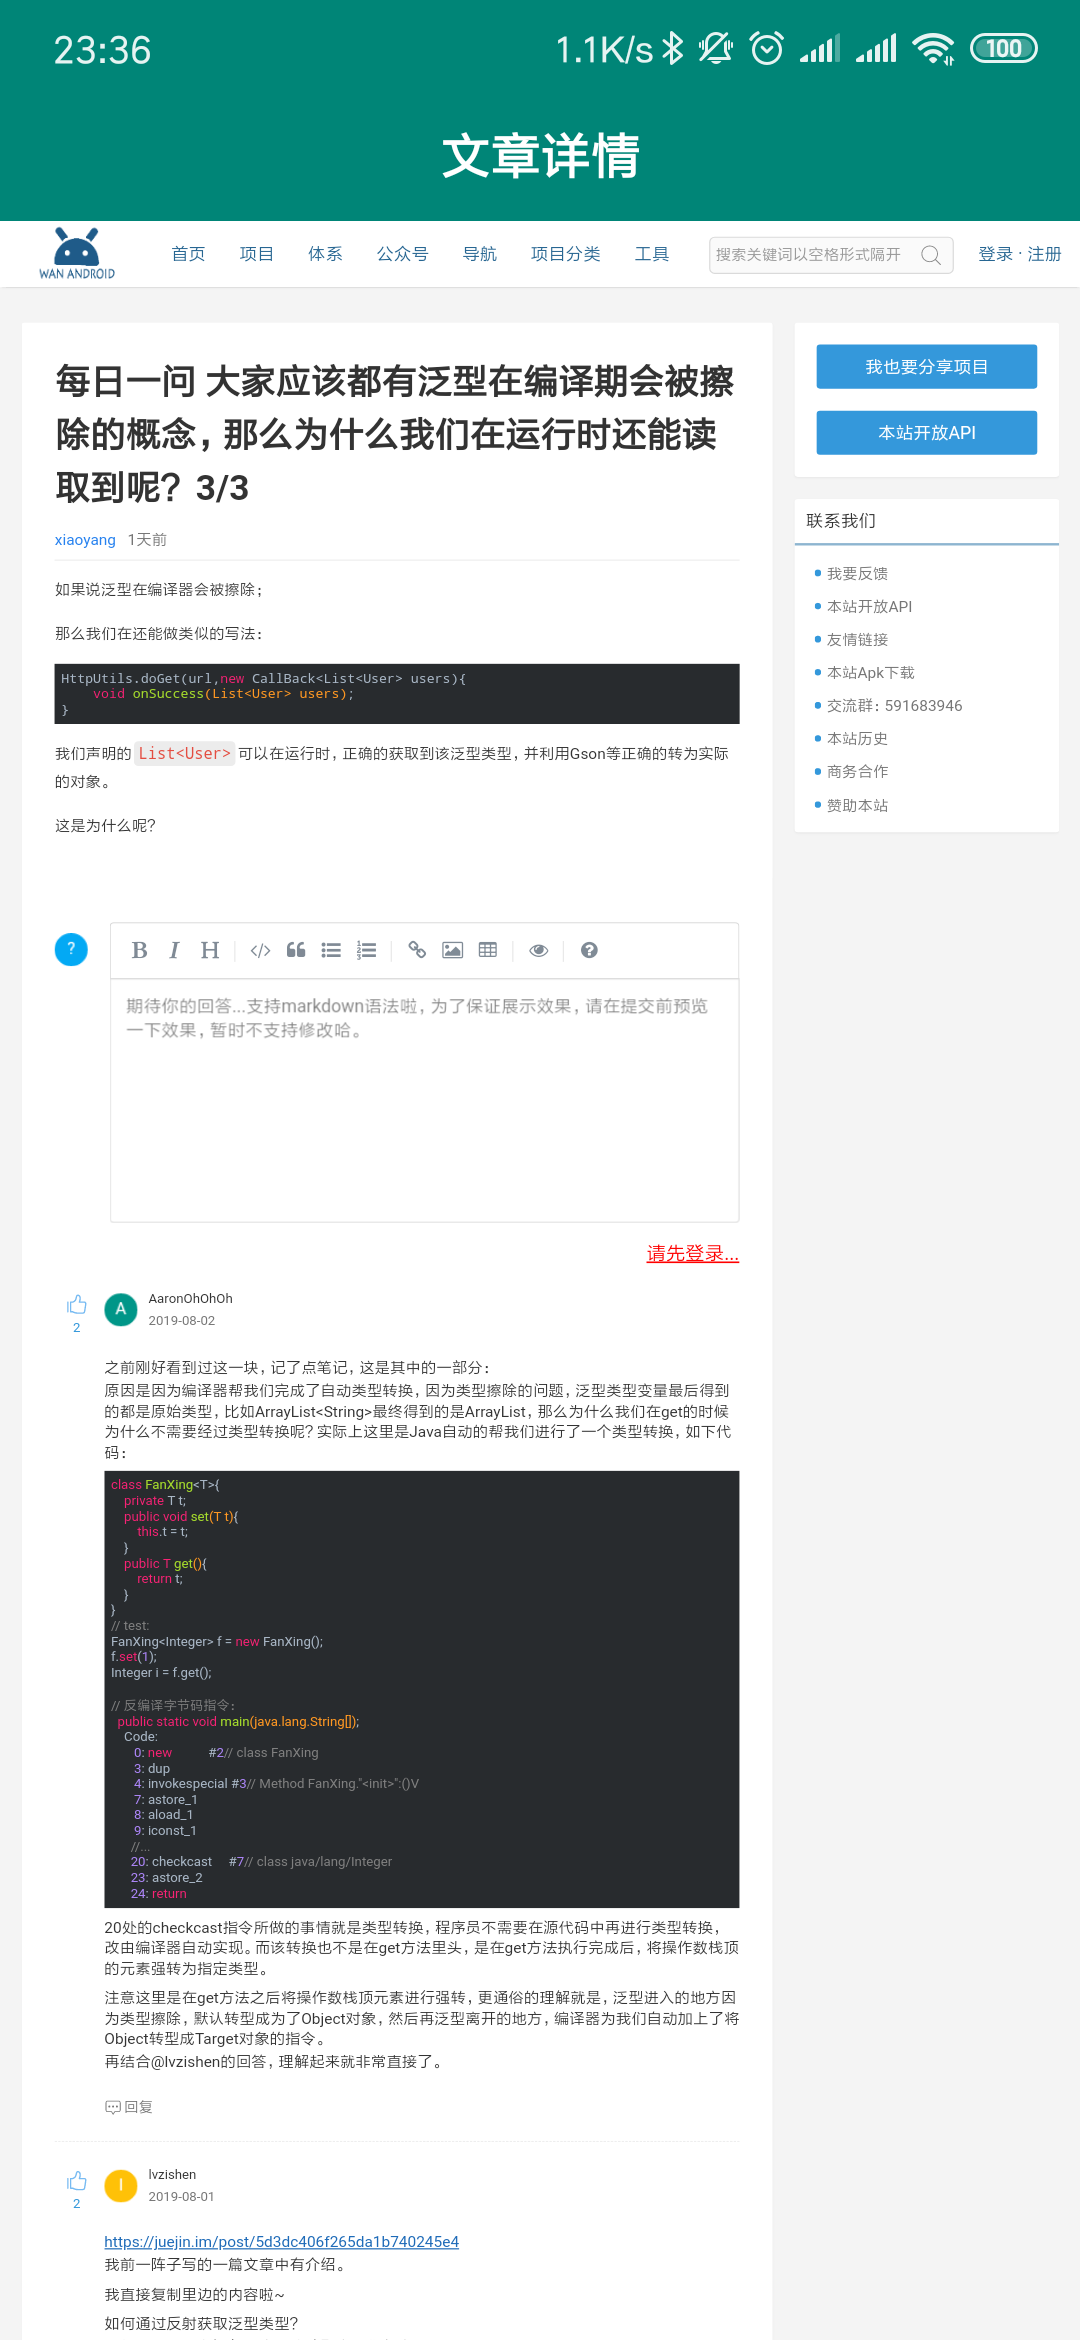 23:36
1.1K/s
100
文章详情
WAN ANDROID
首页 项目 体系 公众号 导航 项目分类 工具
搜索关键词以空格形式隔开
登录 · 注册
每日一问 大家应该都有泛型在编译期会被擦
除的概念，那么为什么我们在运行时还能读
取到呢？ 3/3
xiaoyang 1天前
如果说泛型在编译器会被擦除；
那么我们在还能做类似的写法：
HttpUtils.doGet(url,new CallBack<List<User> users){
    void onSuccess(List<User> users);
}
我们声明的 List<User> 可以在运行时，正确的获取到该泛型类型，并利用Gson等正确的转为实际
的对象。
这是为什么呢？
我也要分享项目
本站开放API
联系我们
我要反馈
本站开放API
友情链接
本站Apk下载
交流群：591683946
本站历史
商务合作
赞助本站
?
B I H
期待你的回答...支持markdown语法啦，为了保证展示效果，请在提交前预览
一下效果，暂时不支持修改哈。
请先登录...
2
A
AaronOhOhOh
2019-08-02
之前刚好看到过这一块，记了点笔记，这是其中的一部分：
原因是因为编译器帮我们完成了自动类型转换，因为类型擦除的问题，泛型类型变量最后得到
的都是原始类型，比如ArrayList<String>最终得到的是ArrayList，那么为什么我们在get的时候
为什么不需要经过类型转换呢？实际上这里是Java自动的帮我们进行了一个类型转换，如下代
码：
class FanXing<T>{
    private T t;
    public void set(T t){
        this.t = t;
    }
    public T get(){
        return t;
    }
}
// test:
FanXing<Integer> f = new FanXing();
f.set(1);
Integer i = f.get();
// 反编译字节码指令：
  public static void main(java.lang.String[]);
    Code:
       0: new #2// class FanXing
       3: dup
       4: invokespecial #3// Method FanXing."<init>":()V
       7: astore_1
       8: aload_1
       9: iconst_1
      //...
      20: checkcast #7// class java/lang/Integer
      23: astore_2
      24: return
20处的checkcast指令所做的事情就是类型转换，程序员不需要在源代码中再进行类型转换，
改由编译器自动实现。而该转换也不是在get方法里头，是在get方法执行完成后，将操作数栈顶
的元素强转为指定类型。
注意这里是在get方法之后将操作数栈顶元素进行强转，更通俗的理解就是，泛型进入的地方因
为类型擦除，默认转型成为了Object对象，然后再泛型离开的地方，编译器为我们自动加上了将
Object转型成Target对象的指令。
再结合@lvzishen的回答，理解起来就非常直接了。
回复
2
l
lvzishen
2019-08-01
https://juejin.im/post/5d3dc406f265da1b740245e4
我前一阵子写的一篇文章中有介绍。
我直接复制里边的内容啦~
如何通过反射获取泛型类型？